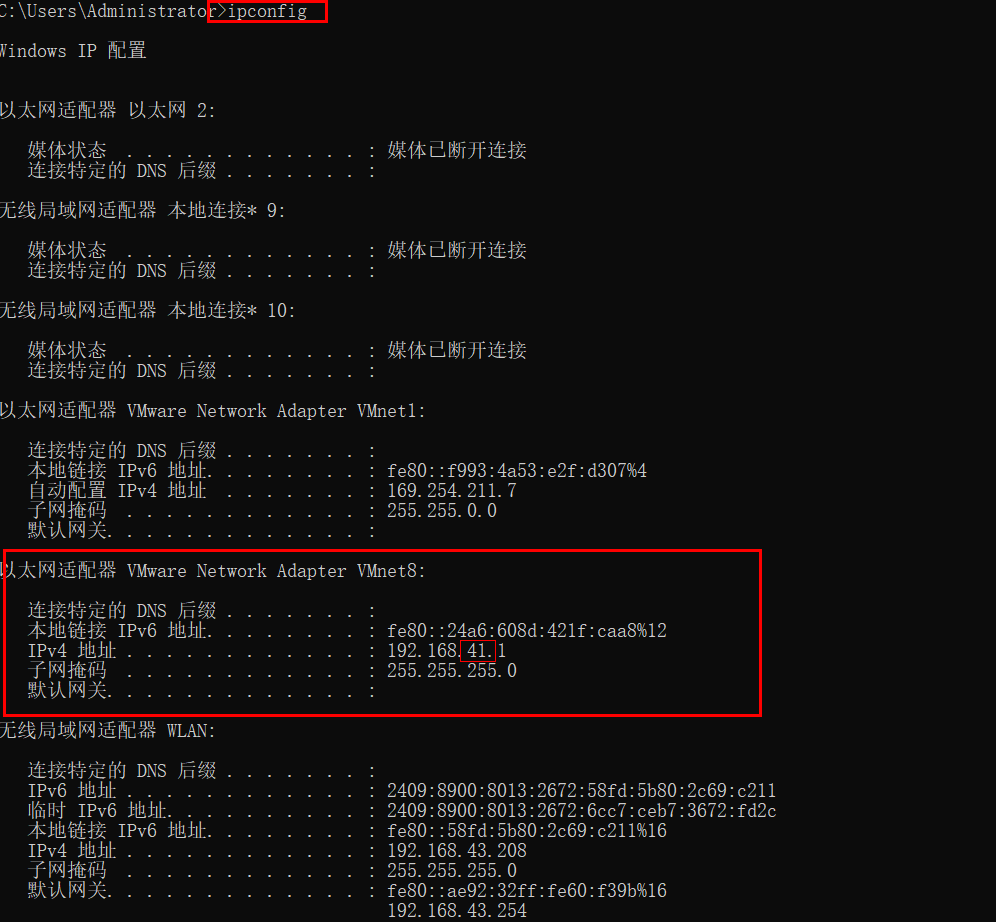 C:\Users\Administrator>ipconfig
Windows IP 配置
以太网适配器 以太网 2:
媒体状态 . . . . . . . . . . . . : 媒体已断开连接
连接特定的 DNS 后缀 . . . . . . . :
无线局域网适配器 本地连接* 9:
媒体状态 . . . . . . . . . . . . : 媒体已断开连接
连接特定的 DNS 后缀 . . . . . . . :
无线局域网适配器 本地连接* 10:
媒体状态 . . . . . . . . . . . . : 媒体已断开连接
连接特定的 DNS 后缀 . . . . . . . :
以太网适配器 VMware Network Adapter VMnet1:
连接特定的 DNS 后缀 . . . . . . . :
本地链接 IPv6 地址. . . . . . . . : fe80::f993:4a53:e2f:d307%4
自动配置 IPv4 地址 . . . . . . . : 169.254.211.7
子网掩码 . . . . . . . . . . . . : 255.255.0.0
默认网关. . . . . . . . . . . . . :
以太网适配器 VMware Network Adapter VMnet8:
连接特定的 DNS 后缀 . . . . . . . :
本地链接 IPv6 地址. . . . . . . . : fe80::24a6:608d:421f:caa8%12
IPv4 地址 . . . . . . . . . . . . : 192.168.41.1
子网掩码 . . . . . . . . . . . . : 255.255.255.0
默认网关. . . . . . . . . . . . . :
无线局域网适配器 WLAN:
连接特定的 DNS 后缀 . . . . . . . :
IPv6 地址 . . . . . . . . . . . . : 2409:8900:8013:2672:58fd:5b80:2c69:c211
临时 IPv6 地址. . . . . . . . . . : 2409:8900:8013:2672:6cc7:ceb7:3672:fd2c
本地链接 IPv6 地址. . . . . . . . : fe80::58fd:5b80:2c69:c211%16
IPv4 地址 . . . . . . . . . . . . : 192.168.43.208
子网掩码 . . . . . . . . . . . . : 255.255.255.0
默认网关. . . . . . . . . . . . . : fe80::ae92:32ff:fe60:f39b%16
192.168.43.254